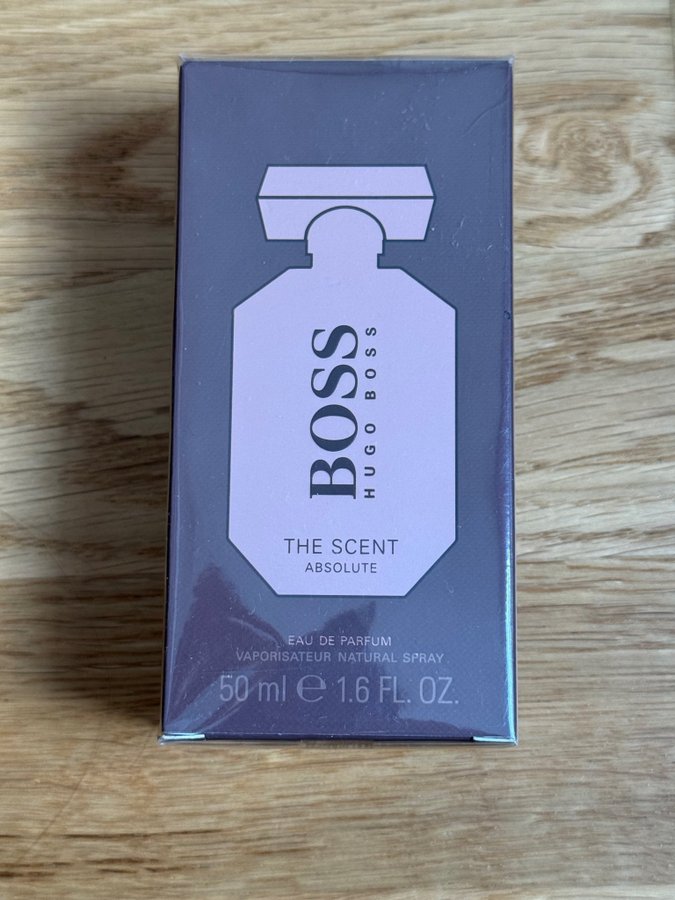 BOSS
HUGO BOSS
THE SCENT
ABSOLUTE
EAU DE PARFUM
VAPORISATEUR NATURAL SPRAY
50 ml ℮ 1.6 FL. OZ.